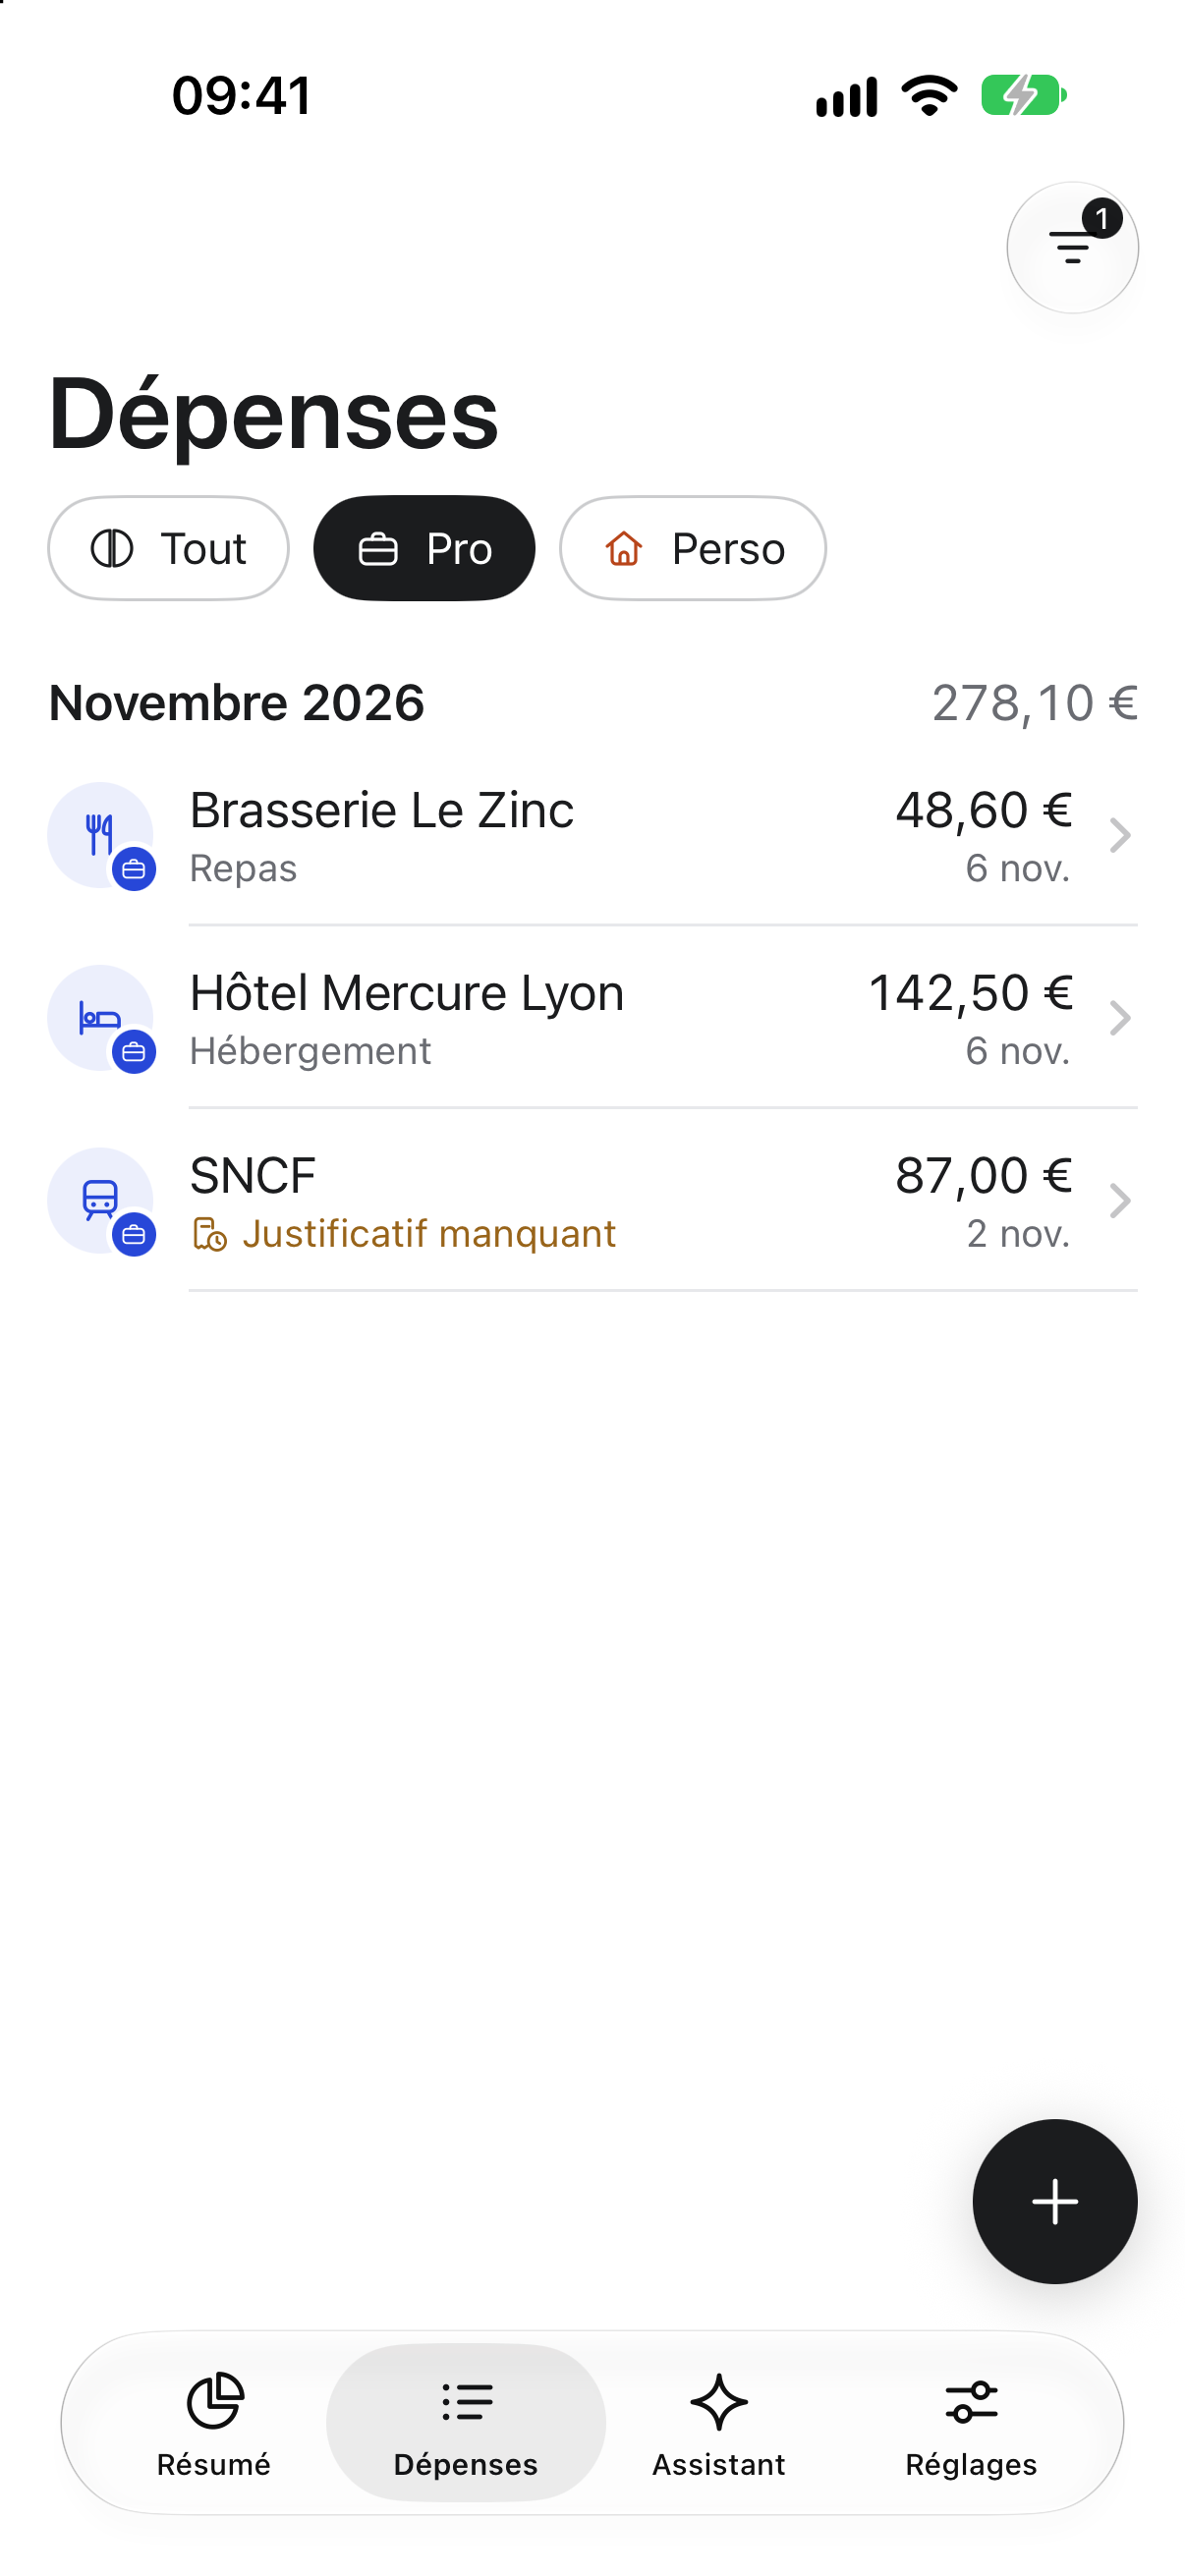 09:41
1
Dépenses
Tout Pro Perso
Novembre 2026 278,10 €
Brasserie Le Zinc 48,60 €
Repas 6 nov.
Hôtel Mercure Lyon 142,50 €
Hébergement 6 nov.
SNCF 87,00 €
Justificatif manquant 2 nov.
Résumé Dépenses Assistant Réglages